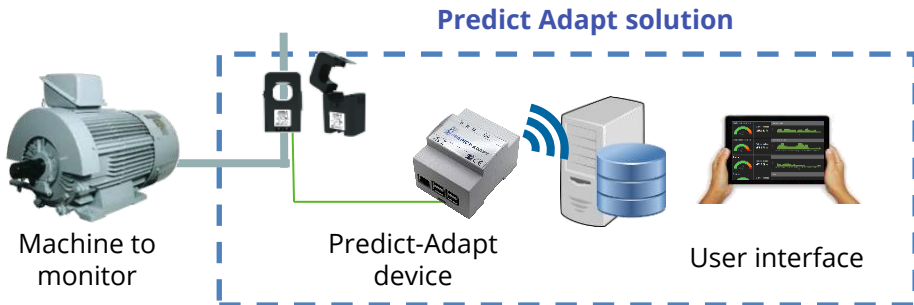 Predict Adapt solution
Machine to
monitor
Predict-Adapt
device
User interface